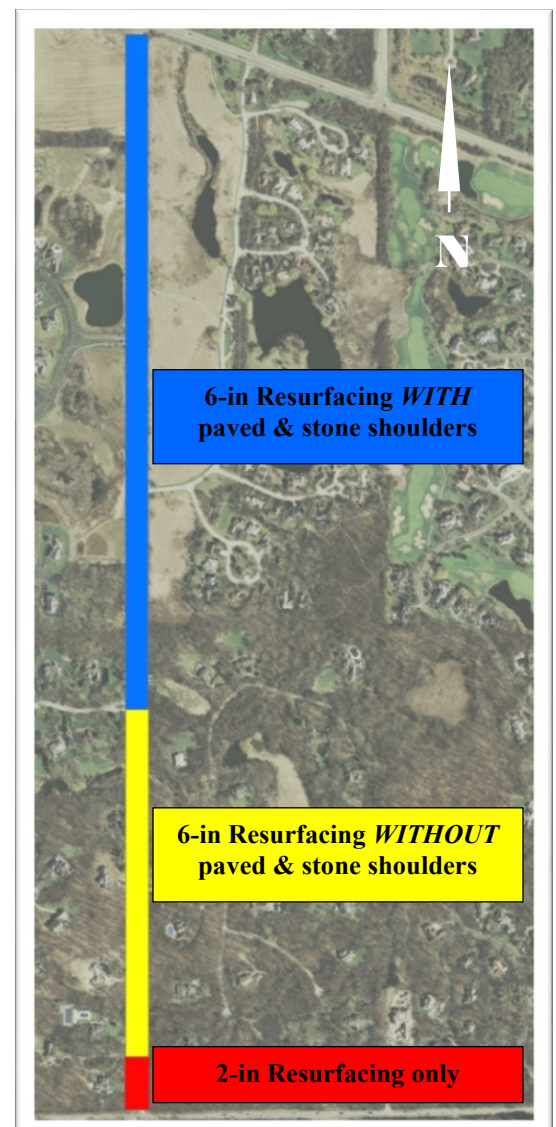 N
6-in Resurfacing WITH
paved & stone shoulders
6-in Resurfacing WITHOUT
paved & stone shoulders
2-in Resurfacing only